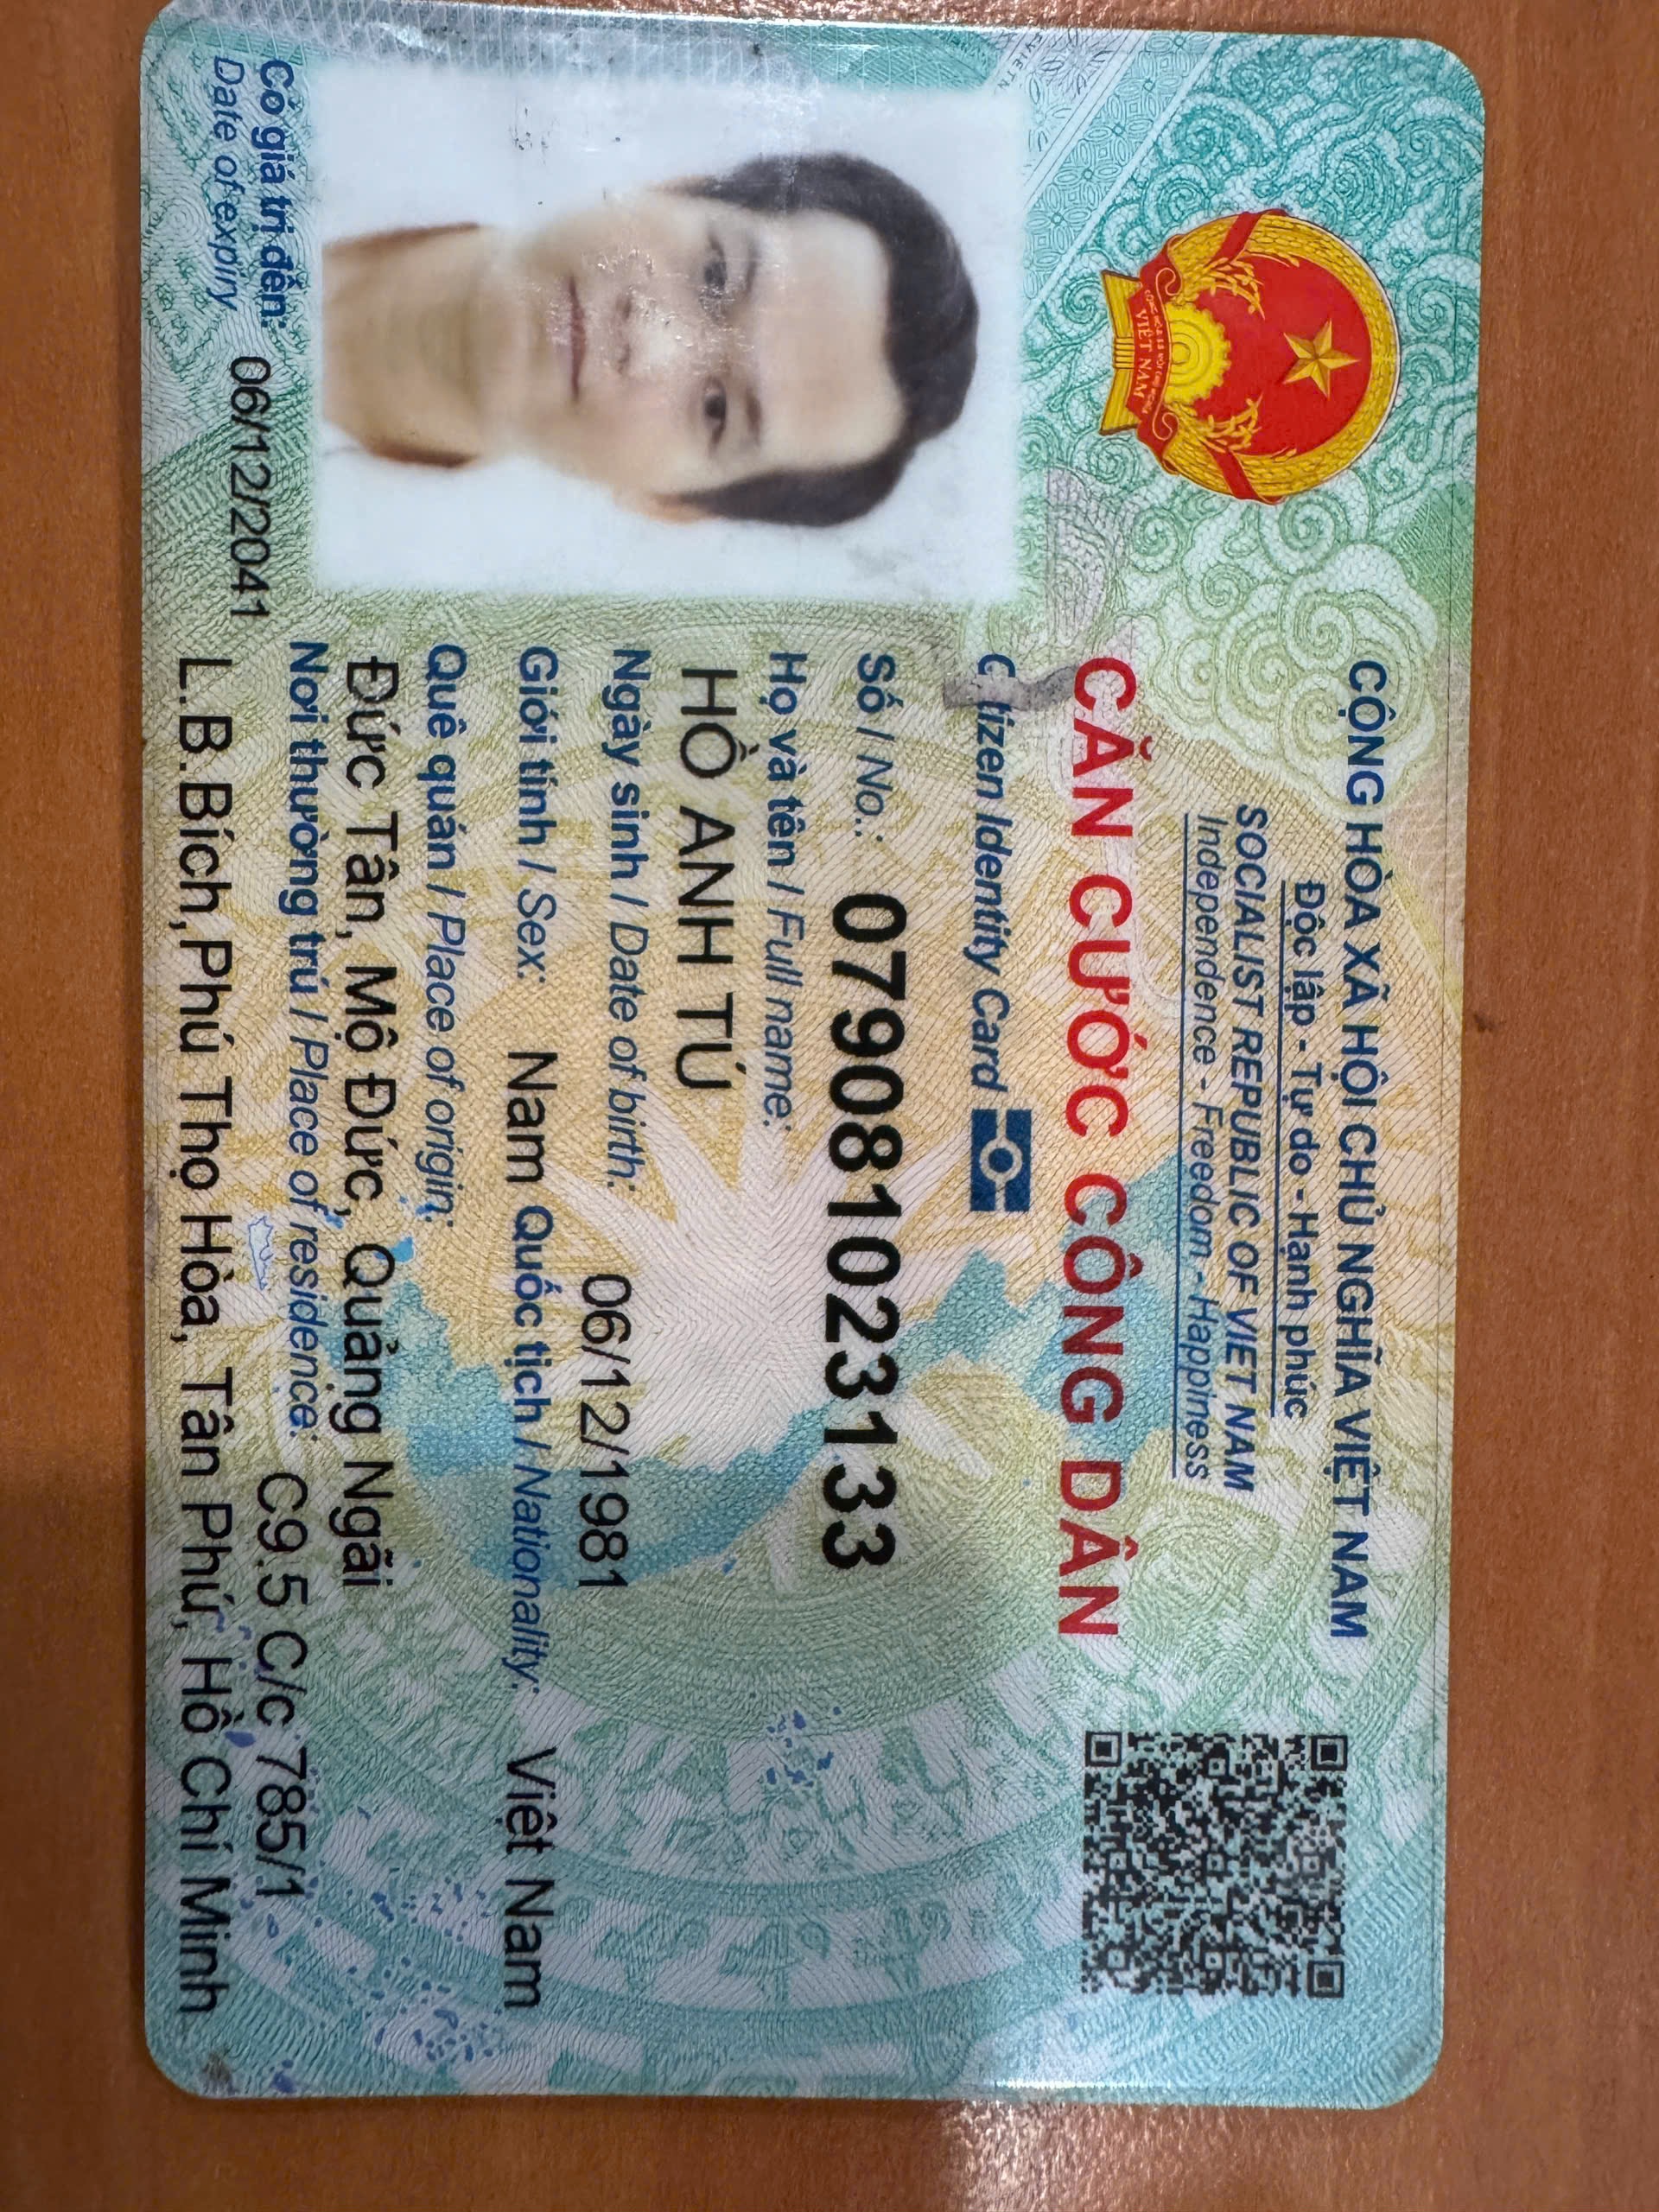 CỘNG HÒA XÃ HỘI CHỦ NGHĨA VIỆT NAM
Độc lập - Tự do - Hạnh phúc
SOCIALIST REPUBLIC OF VIET NAM
Independence - Freedom - Happiness
CĂN CƯỚC CÔNG DÂN
Citizen Identity Card
Số / No.: 079081023133
Họ và tên / Full name:
HỒ ANH TÚ
Ngày sinh / Date of birth: 06/12/1981
Giới tính / Sex: Nam Quốc tịch / Nationality: Việt Nam
Quê quán / Place of origin:
Đức Tân, Mộ Đức, Quảng Ngãi
Nơi thường trú / Place of residence: C9.5 C/c 785/1
L.B.Bích, Phú Thọ Hòa, Tân Phú, Hồ Chí Minh
Có giá trị đến: 06/12/2041
Date of expiry
VIỆT NAM